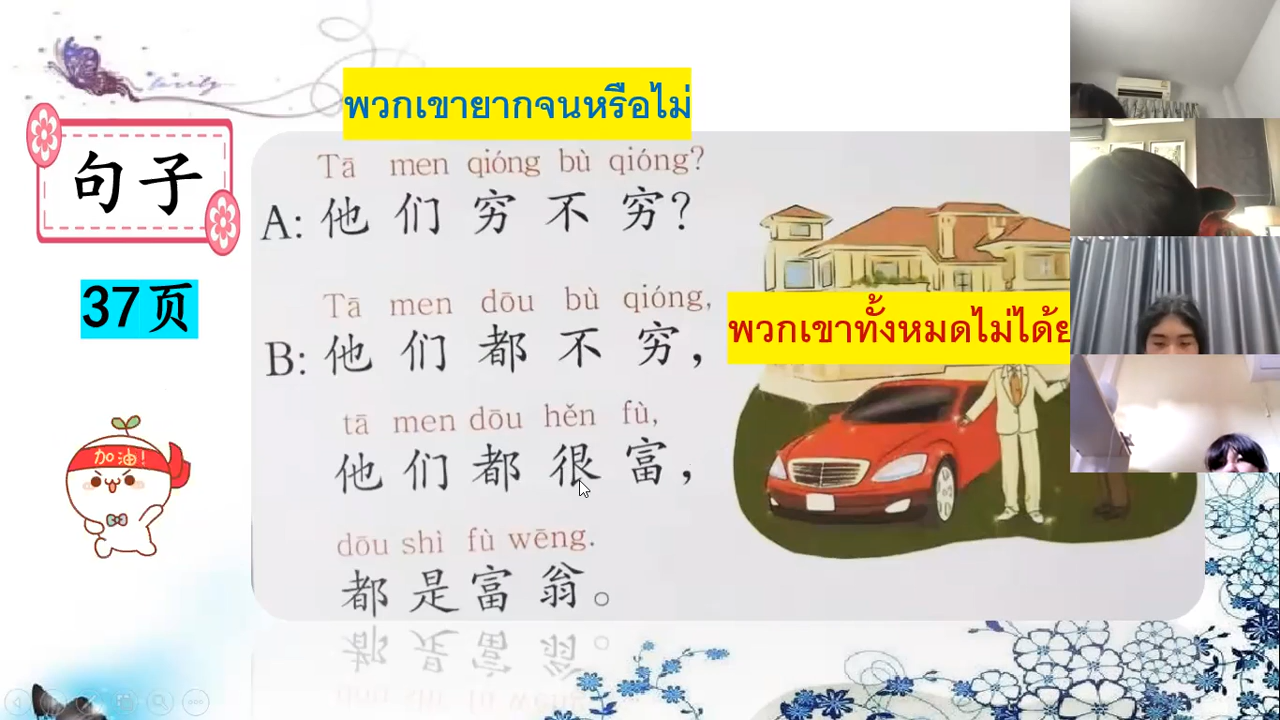 lovely
พวกเขายากจนหรือไม่
句子
37页
Tā men qióng bù qióng?
A: 他们穷不穷？
Tā men dōu bù qióng,
B: 他们都不穷，
พวกเขาทั้งหมดไม่ได้ย
tā men dōu hěn fù,
他们都很富，
dōu shì fù wēng.
都是富翁。
加油！